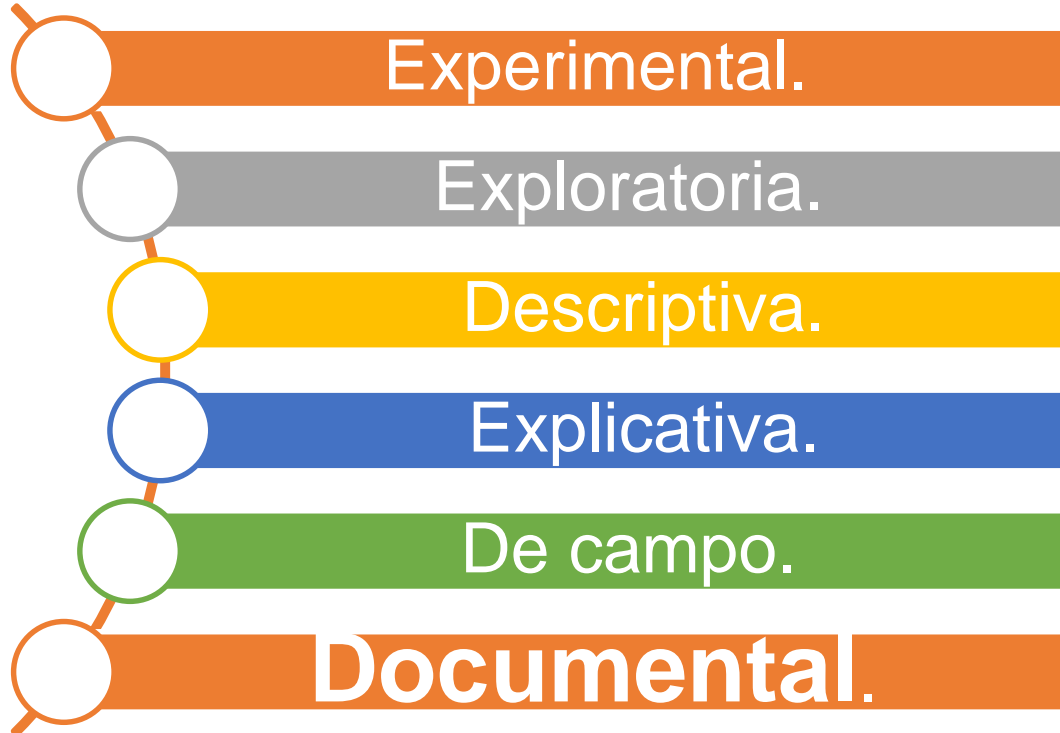 Experimental.
Exploratoria.
Descriptiva.
Explicativa.
De campo.
Documental.